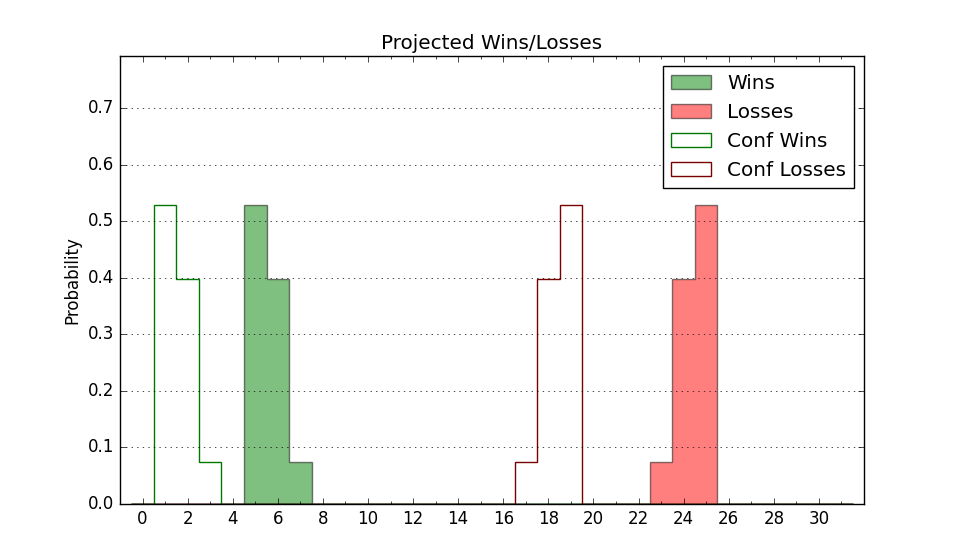 Projected Wins/Losses
Wins
Losses
Conf Wins
Conf Losses
Probability
0.7
0.6
0.5
0.4
0.3
0.2
0.1
0.0
0 2 4 6 8 10 12 14 16 18 20 22 24 26 28 30